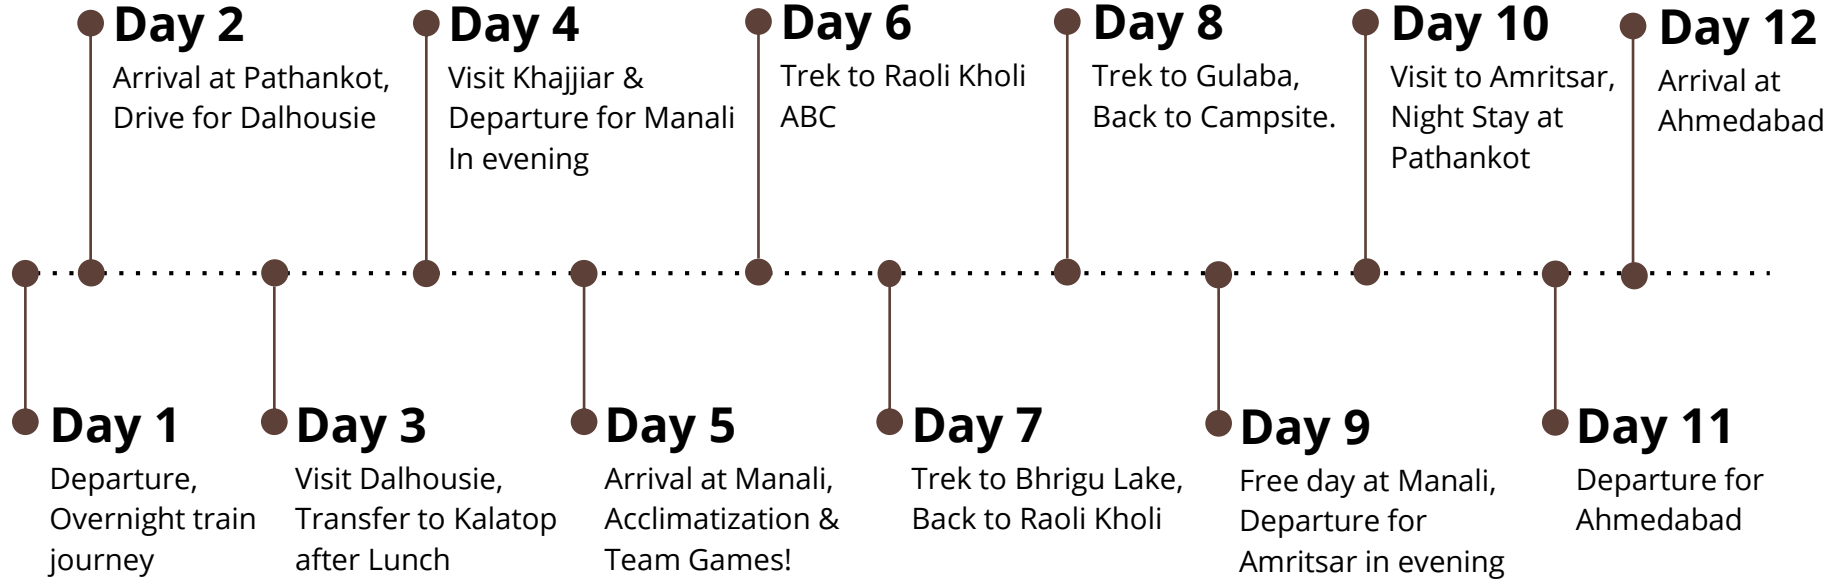 Day 2
Arrival at Pathankot,
Drive for Dalhousie
Day 4
Visit Khajjiar &
Departure for Manali
In evening
Day 6
Trek to Raoli Kholi
ABC
Day 8
Trek to Gulaba,
Back to Campsite.
Day 10
Visit to Amritsar,
Night Stay at
Pathankot
Day 12
Arrival at
Ahmedabad
Day 1
Departure,
Overnight train
journey
Day 3
Visit Dalhousie,
Transfer to Kalatop
after Lunch
Day 5
Arrival at Manali,
Acclimatization &
Team Games!
Day 7
Trek to Bhrigu Lake,
Back to Raoli Kholi
Day 9
Free day at Manali,
Departure for
Amritsar in evening
Day 11
Departure for
Ahmedabad